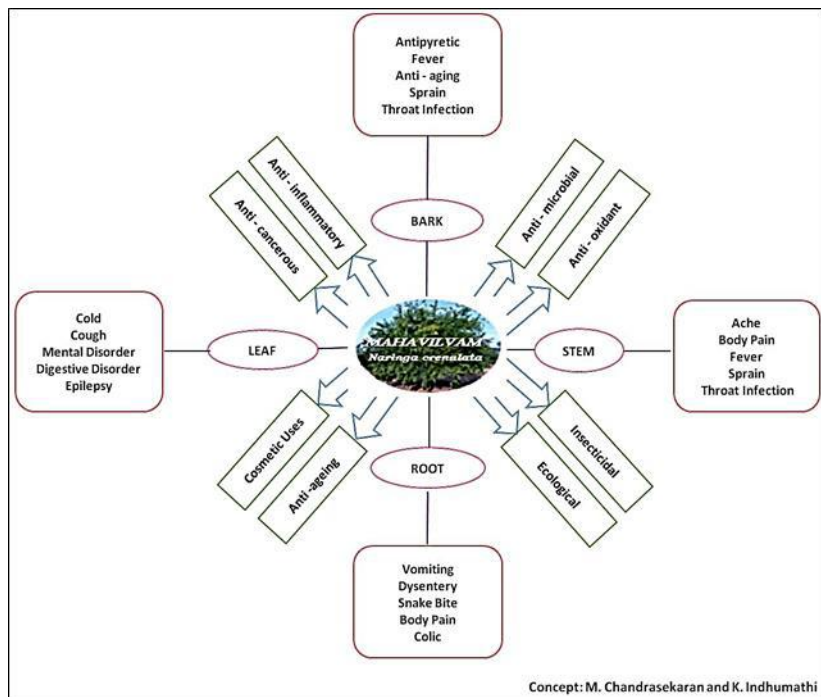 Antipyretic
Fever
Anti - aging
Sprain
Throat Infection
BARK
Anti - inflammatory
Anti - cancerous
Anti - microbial
Anti - oxidant
Cold
Cough
Mental Disorder
Digestive Disorder
Epilepsy
LEAF
MAHAVILVAM
Naringa crenulata
STEM
Ache
Body Pain
Fever
Sprain
Throat Infection
Cosmetic Uses
Anti -ageing
ROOT
Insecticidal
Ecological
Vomiting
Dysentery
Snake Bite
Body Pain
Colic
Concept: M. Chandrasekaran and K. Indhumathi